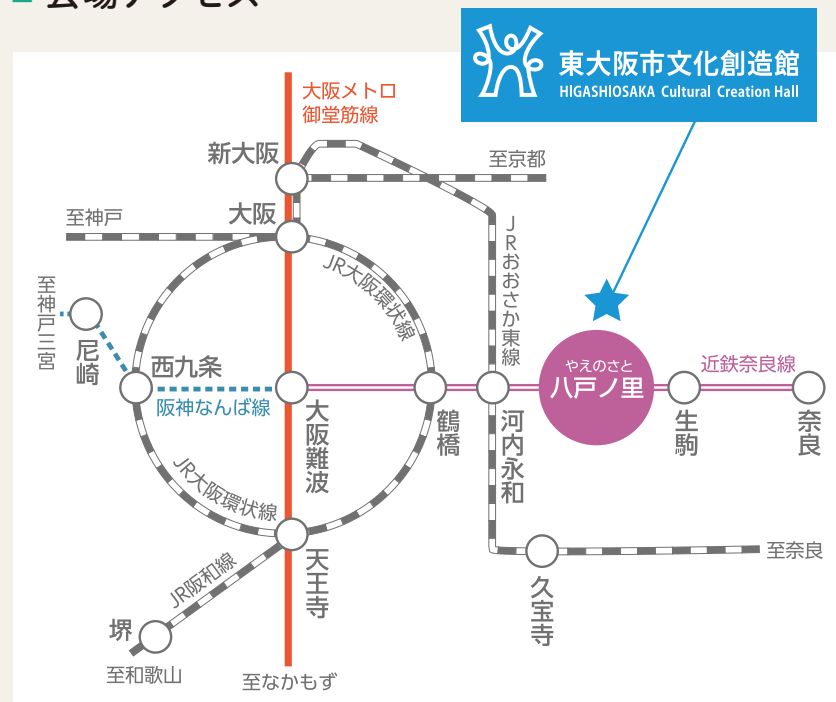 会場アクセス
東大阪市文化創造館
HIGASHIOSAKA Cultural Creation Hall
大阪メトロ
御堂筋線
新大阪
至京都
大阪
至神戸
JR大阪環状線
JRおおさか東線
至神戸三宮
尼崎
西九条
阪神なんば線
大阪難波
鶴橋
河内永和
やえのさと
八戸ノ里
近鉄奈良線
生駒
奈良
JR大阪環状線
天王寺
JR阪和線
堺
至和歌山
至なかもず
久宝寺
至奈良